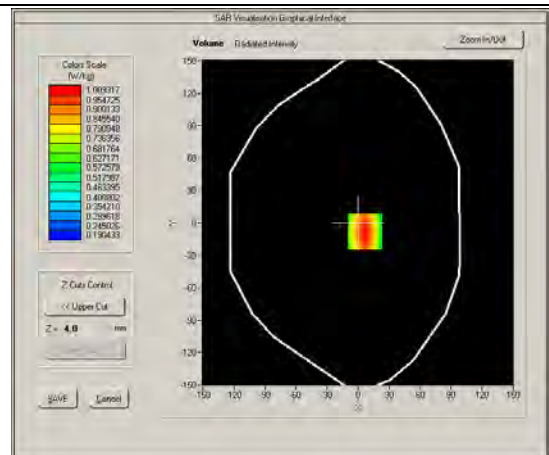 SAR Visualisation Graphical Interface
Volume Radiated Intensity
Zoom In/Out
Colors Scale
(W/kg)
1.009317
0.954725
0.900133
0.845540
0.790948
0.736356
0.681764
0.627171
0.572579
0.517987
0.463395
0.408802
0.354210
0.299618
0.245026
0.190433
Z Cuts Control
<< Upper Cut
Z = 4.0 mm
SAVE
Cancel
150
120
90
60
30
0
-30
-60
-90
-120
-150
Y
-150 -120 -90 -60 -30 0 30 60 90 120 150
X